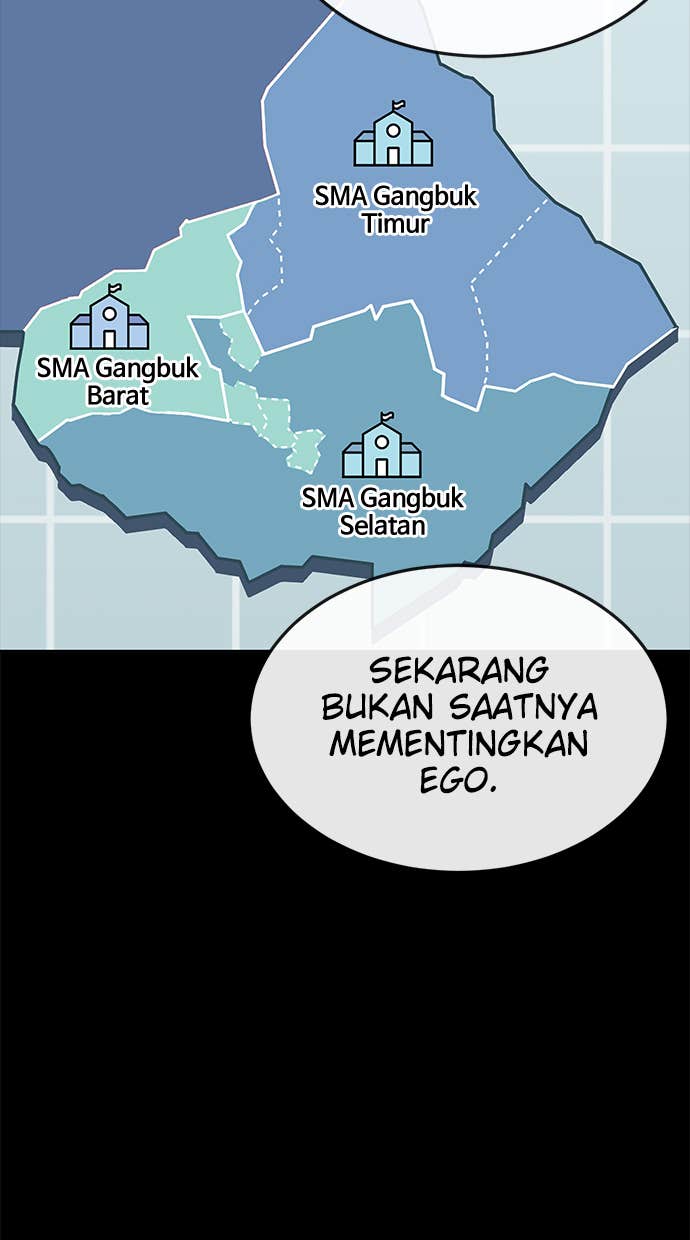 SMA Gangbuk
Timur
SMA Gangbuk
Barat
SMA Gangbuk
Selatan
SEKARANG
BUKAN SAATNYA
MEMENTINGKAN
EGO.